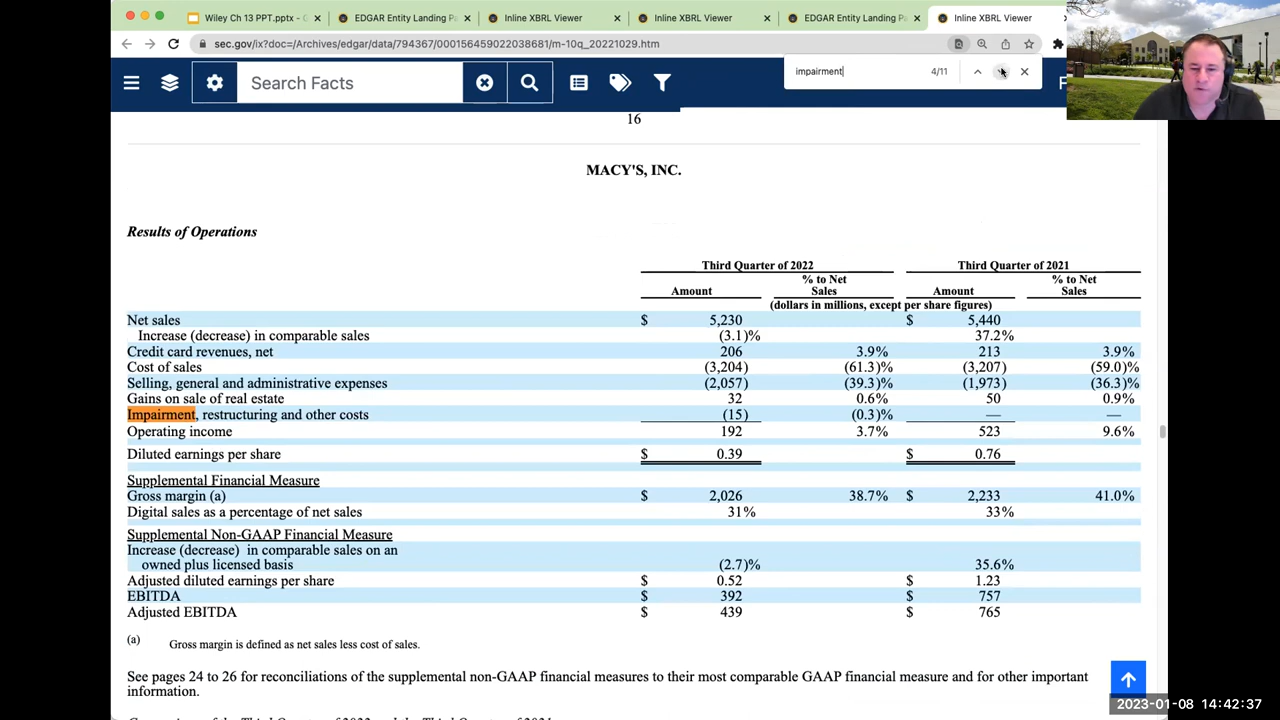 Wiley Ch 13 PPT.pptx - G
EDGAR Entity Landing Pa
Inline XBRL Viewer
Inline XBRL Viewer
EDGAR Entity Landing Pa
Inline XBRL Viewer
sec.gov/ix?doc=/Archives/edgar/data/794367/000156459022038681/m-10q_20221029.htm
impairment 4/11
Search Facts
F
16
MACY'S, INC.
Results of Operations
Third Quarter of 2022 Third Quarter of 2021
% to Net % to Net
Amount Sales Amount Sales
(dollars in millions, except per share figures)
Net sales $ 5,230 $ 5,440
Increase (decrease) in comparable sales (3.1)% 37.2%
Credit card revenues, net 206 3.9% 213 3.9%
Cost of sales (3,204) (61.3)% (3,207) (59.0)%
Selling, general and administrative expenses (2,057) (39.3)% (1,973) (36.3)%
Gains on sale of real estate 32 0.6% 50 0.9%
Impairment, restructuring and other costs (15) (0.3)% — —
Operating income 192 3.7% 523 9.6%
Diluted earnings per share $ 0.39 $ 0.76
Supplemental Financial Measure
Gross margin (a) $ 2,026 38.7% $ 2,233 41.0%
Digital sales as a percentage of net sales 31% 33%
Supplemental Non-GAAP Financial Measure
Increase (decrease) in comparable sales on an
owned plus licensed basis (2.7)% 35.6%
Adjusted diluted earnings per share $ 0.52 $ 1.23
EBITDA $ 392 $ 757
Adjusted EBITDA $ 439 $ 765
(a) Gross margin is defined as net sales less cost of sales.
See pages 24 to 26 for reconciliations of the supplemental non-GAAP financial measures to their most comparable GAAP financial measure and for other important
information.
2023-01-08 14:42:37